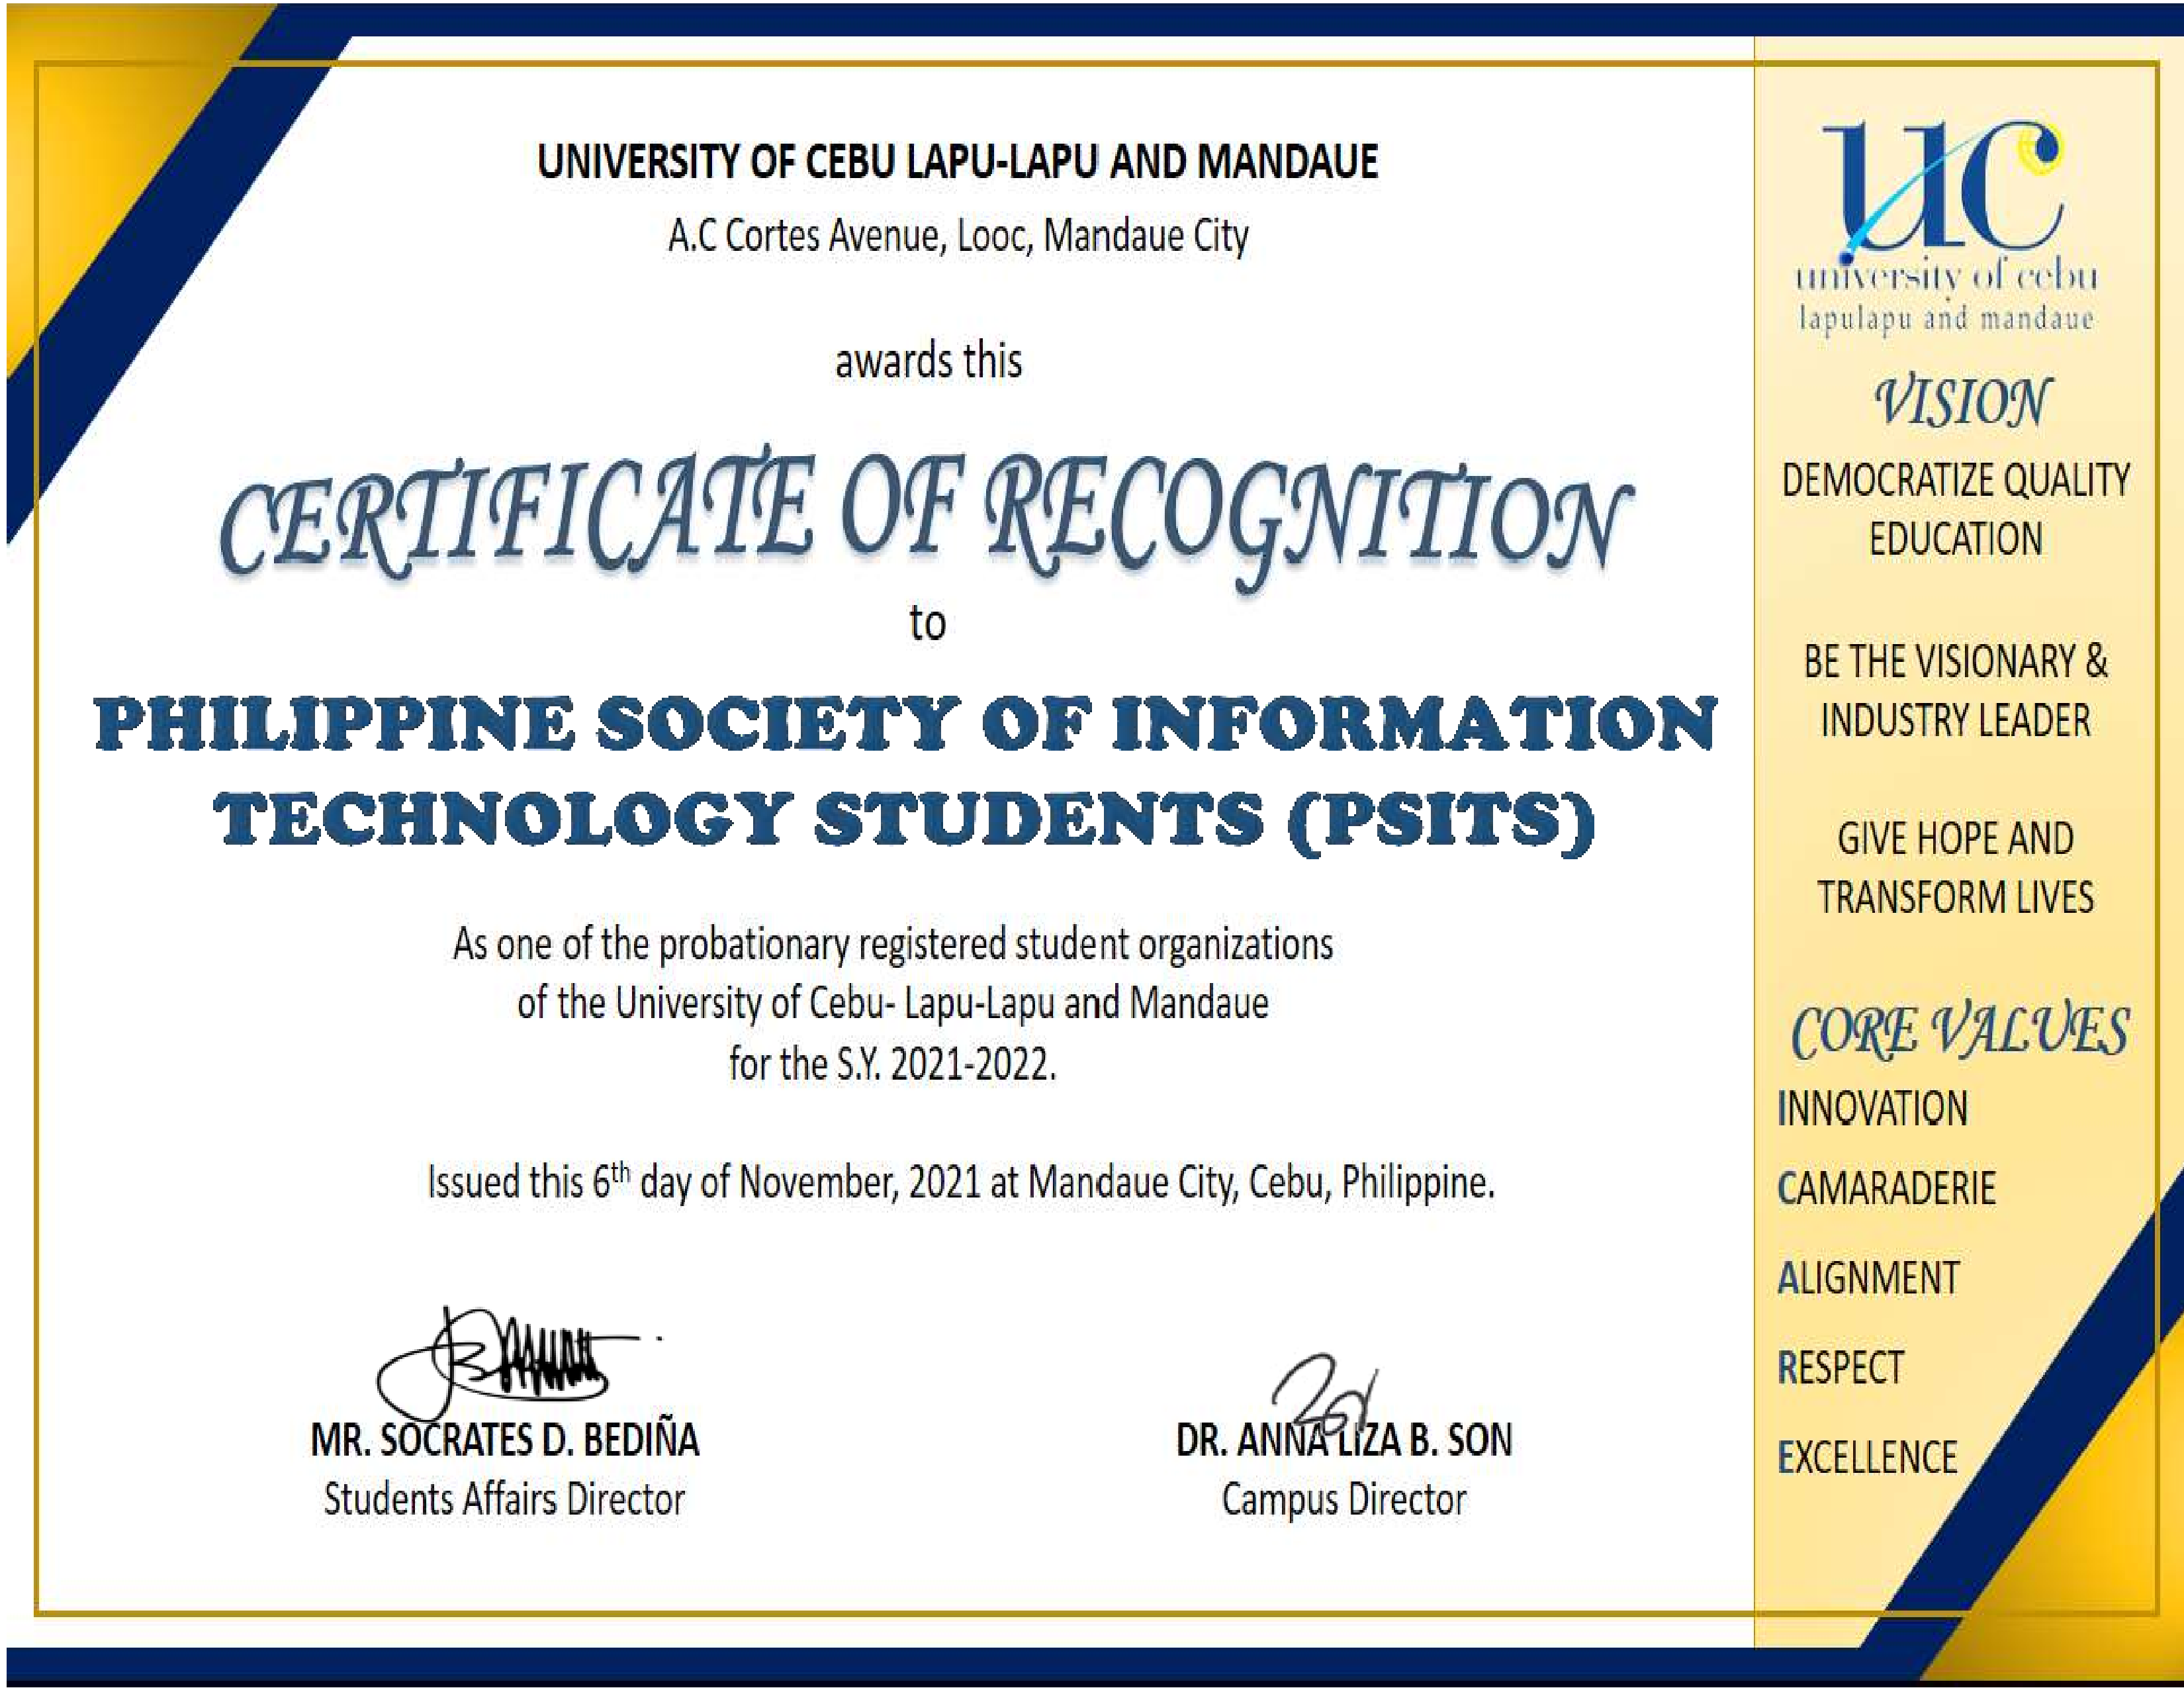 UNIVERSITY OF CEBU LAPU-LAPU AND MANDAUE
A.C Cortes Avenue, Looc, Mandaue City
awards this
CERTIFICATE OF RECOGNITION
to
PHILIPPINE SOCIETY OF INFORMATION
TECHNOLOGY STUDENTS (PSITS)
As one of the probationary registered student organizations
of the University of Cebu- Lapu-Lapu and Mandaue
for the S.Y. 2021-2022.
Issued this 6th day of November, 2021 at Mandaue City, Cebu, Philippine.
MR. SOCRATES D. BEDIÑA
Students Affairs Director
DR. ANNA LIZA B. SON
Campus Director
uc
university of cebu
lapulapu and mandaue
VISION
DEMOCRATIZE QUALITY
EDUCATION
BE THE VISIONARY &
INDUSTRY LEADER
GIVE HOPE AND
TRANSFORM LIVES
CORE VALUES
INNOVATION
CAMARADERIE
ALIGNMENT
RESPECT
EXCELLENCE